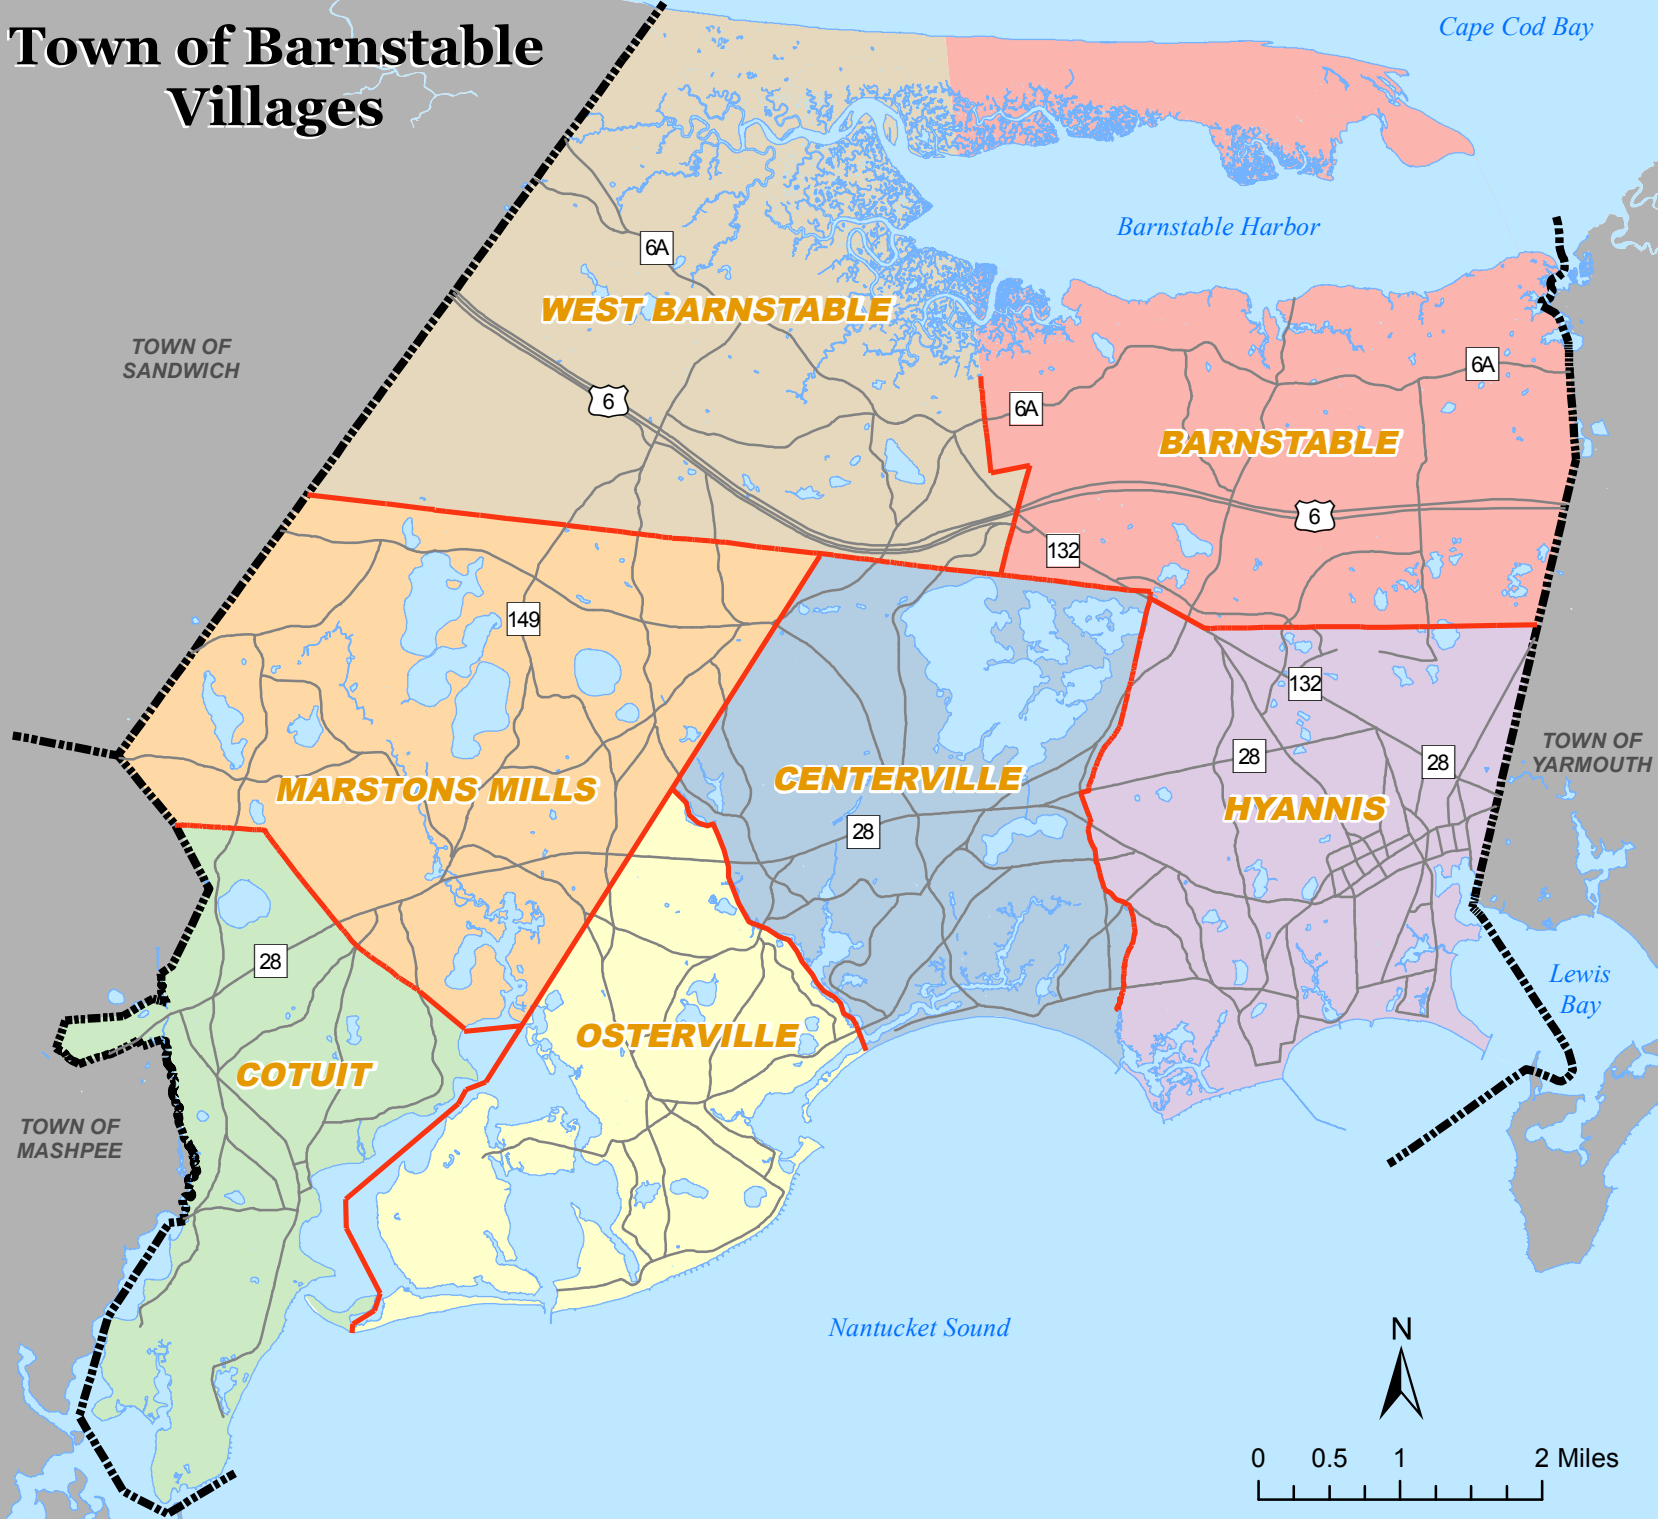 Town of Barnstable
Villages
Cape Cod Bay
Barnstable Harbor
6A
WEST BARNSTABLE
TOWN OF
SANDWICH
6A
6
6A
BARNSTABLE
6
132
149
132
TOWN OF
YARMOUTH
28
28
CENTERVILLE
MARSTONS MILLS
HYANNIS
28
28
Lewis
Bay
OSTERVILLE
COTUIT
TOWN OF
MASHPEE
Nantucket Sound
N
0 0.5 1 2 Miles